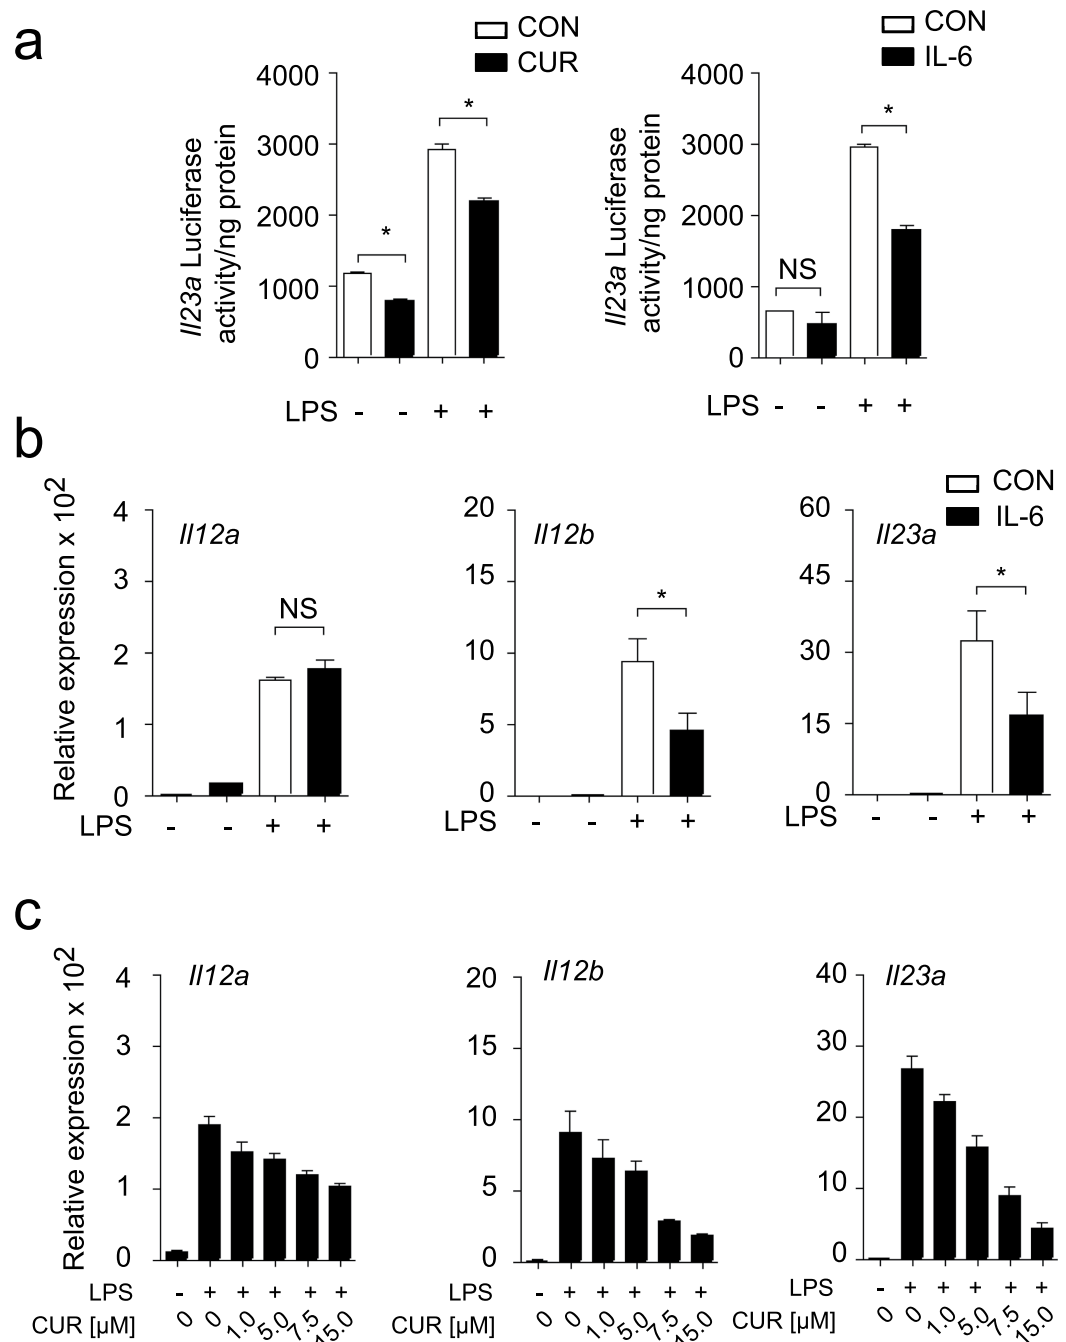 a
CON
CUR
CON
IL-6
4000
3000
2000
1000
0
Il23a Luciferase
activity/ng protein
*
*
LPS - - + +
4000
3000
2000
1000
0
Il23a Luciferase
activity/ng protein
NS
*
LPS - - + +
b
CON
IL-6
Relative expression x 10²
4
3
2
1
0
Il12a
NS
LPS - - + +
20
15
10
5
0
Il12b
*
LPS - - + +
60
45
30
15
0
Il23a
*
LPS - - + +
c
Relative expression x 10²
4
3
2
1
0
Il12a
LPS - + + + + +
CUR [µM] 0 0 1.0 5.0 7.5 15.0
20
15
10
5
0
Il12b
LPS - + + + + +
CUR [µM] 0 0 1.0 5.0 7.5 15.0
40
30
20
10
0
Il23a
LPS - + + + + +
CUR [µM] 0 0 1.0 5.0 7.5 15.0